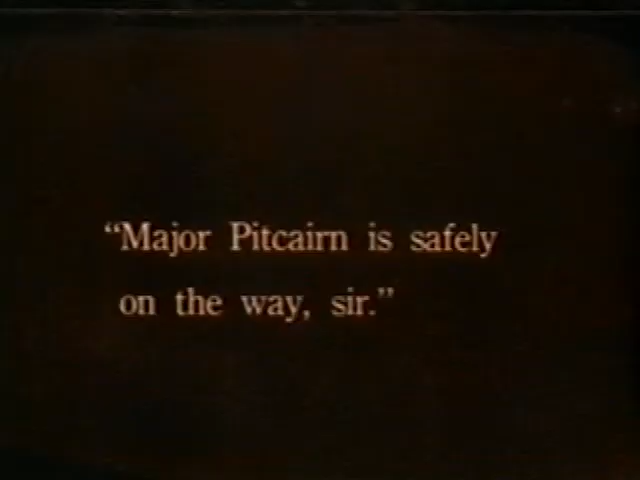 “Major Pitcairn is safely
on the way, sir.”